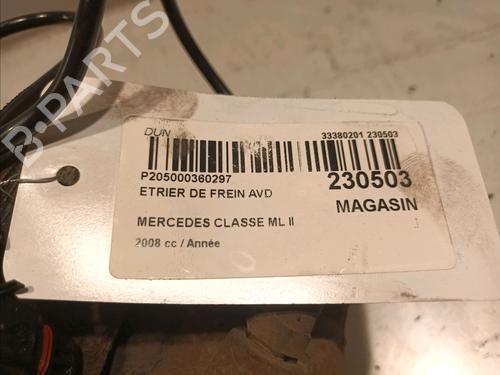 B-PARTS
DUN
33380201 230503
P205000360297
230503
ETRIER DE FREIN AVD
MAGASIN
MERCEDES CLASSE ML II
2008 cc / Année